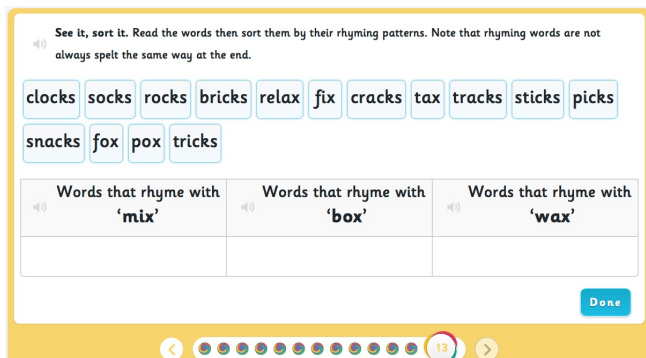 See it, sort it. Read the words then sort them by their rhyming patterns. Note that rhyming words are not
always spelt the same way at the end.
clocks socks rocks bricks relax fix cracks tax tracks sticks picks
snacks fox pox tricks
Words that rhyme with ‘mix’
Words that rhyme with ‘box’
Words that rhyme with ‘wax’
Done
13